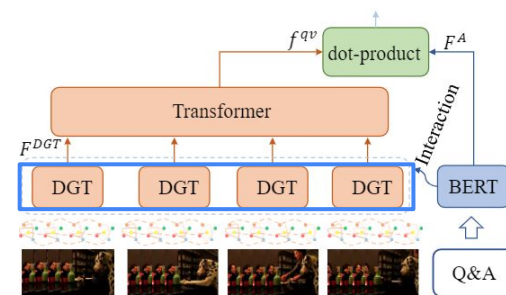 f^{qv}
F^A
dot-product
Transformer
F^{DGT}
Interaction
DGT DGT DGT DGT
BERT
Q&A